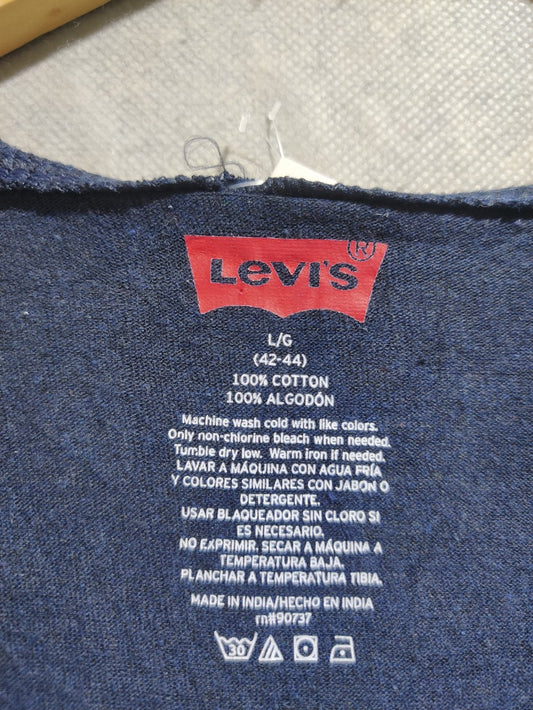 Levi's ®
L/G
(42-44)
100% COTTON
100% ALGODÓN
Machine wash cold with like colors.
Only non-chlorine bleach when needed.
Tumble dry low. Warm iron if needed.
LAVAR A MÁQUINA CON AGUA FRÍA
Y COLORES SIMILARES CON JABÓN O
DETERGENTE.
USAR BLAQUEADOR SIN CLORO SI
ES NECESARIO.
NO EXPRIMIR. SECAR A MÁQUINA A
TEMPERATURA BAJA.
PLANCHAR A TEMPERATURA TIBIA.
MADE IN INDIA/HECHO EN INDIA
rn#90737
30